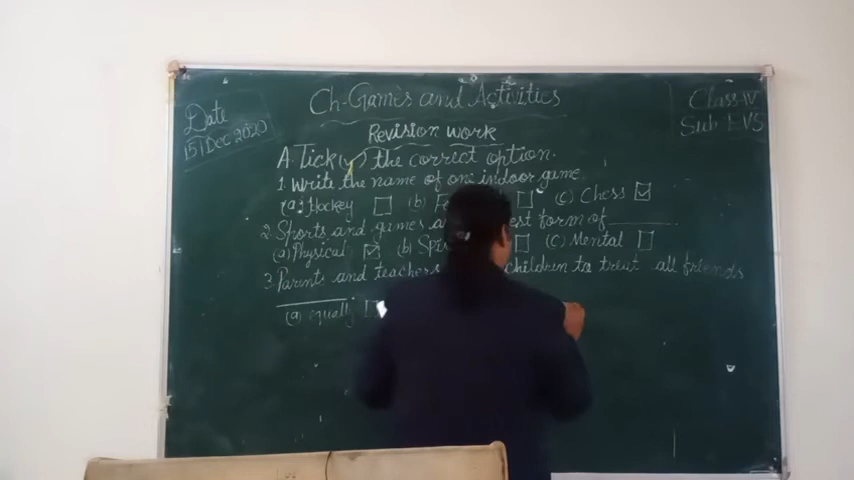 Date
15/Dec 2020
Ch-Games and Activities
Class-IV
Sub-EVS
Revision work
A. Tick (✓) the correct option.
1. Write the name of one indoor game.
(a) Hockey (b) (c) Chess ✓
2. Sports and games form of ______
(a) Physical ✓ (b) (c) Mental
3. Parents and teachers children to treat all friends
______
(a) equally